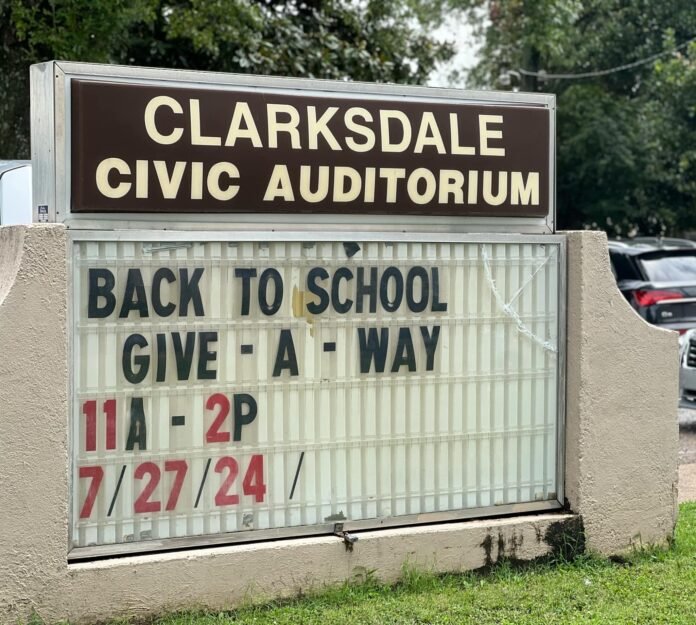 CLARKSDALE
CIVIC AUDITORIUM
BACK TO SCHOOL
GIVE - A - WAY
11A - 2P
7/27/24 /